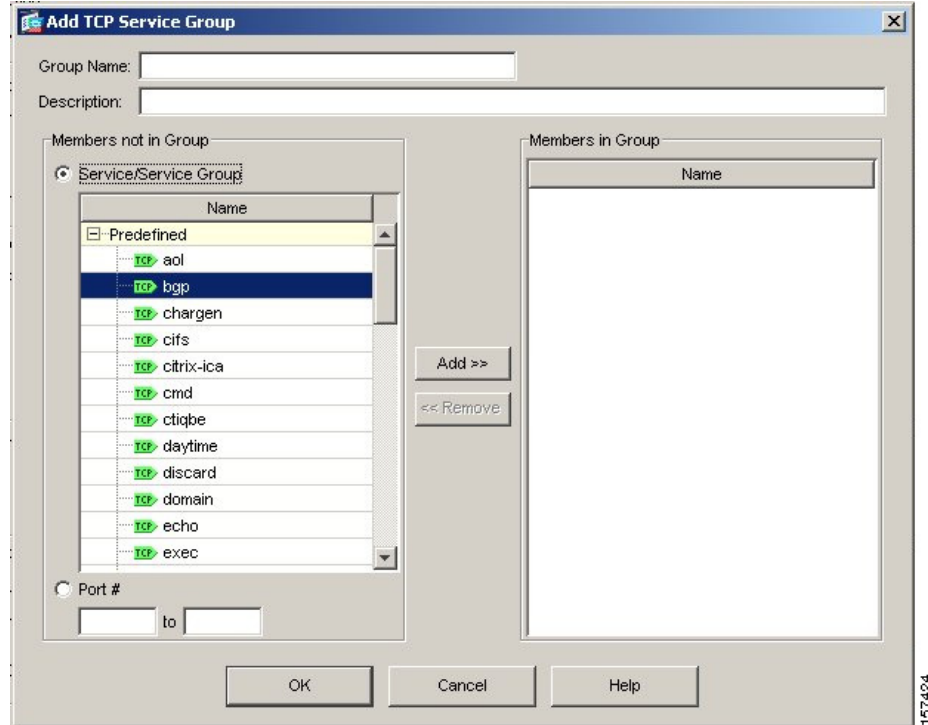 Add TCP Service Group
Group Name:
Description:
Members not in Group
Service/Service Group
Name
Predefined
TCP aol
TCP bgp
TCP chargen
TCP cifs
TCP citrix-ica
TCP cmd
TCP ctiqbe
TCP daytime
TCP discard
TCP domain
TCP echo
TCP exec
Port #
to
Add >>
<< Remove
Members in Group
Name
OK
Cancel
Help
157424